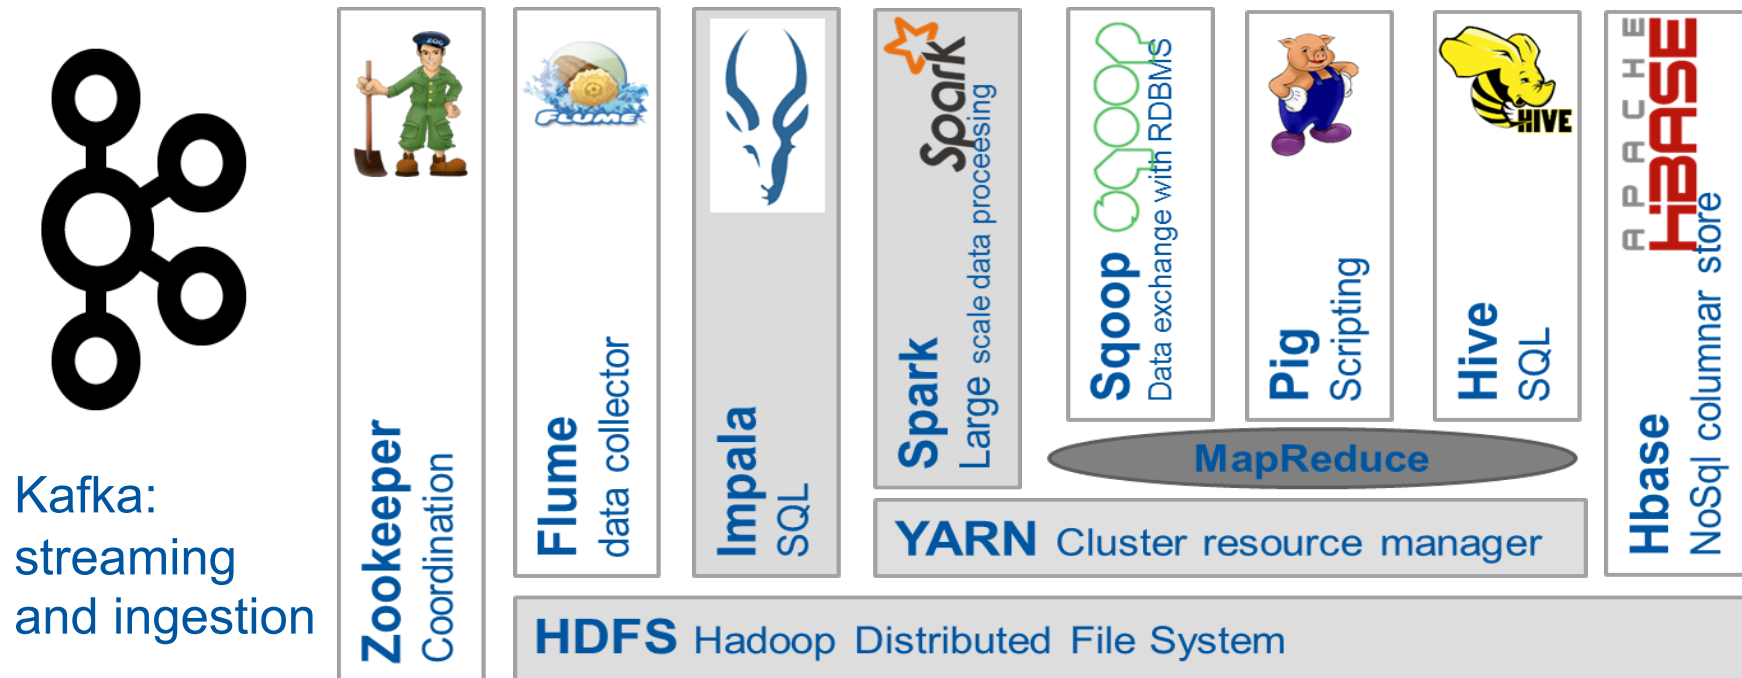 Kafka:
streaming
and ingestion
ZOO
Zookeeper
Coordination
FLUME
Flume
data collector
Impala
SQL
Spark
Spark
Large scale data proceesing
sqoop
Sqoop
Data exchange with RDBMS
Pig
Scripting
HIVE
Hive
SQL
APACHE
HBASE
Hbase
NoSql columnar store
MapReduce
YARN Cluster resource manager
HDFS Hadoop Distributed File System